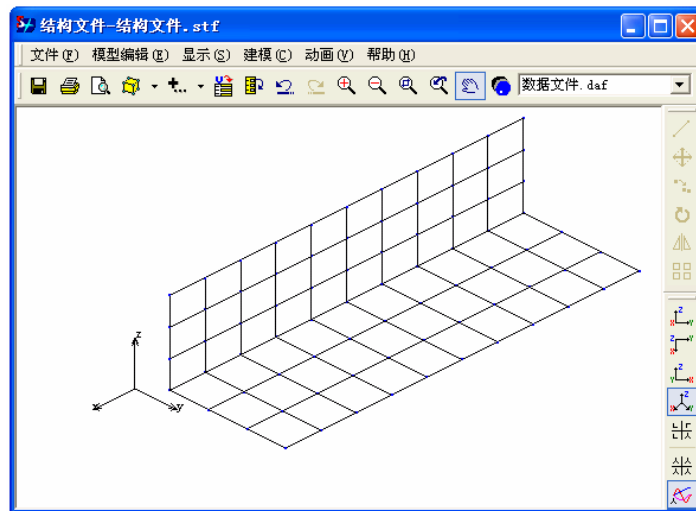 结构文件-结构文件.stf
文件(F) 模型编辑(E) 显示(S) 建模(C) 动画(V) 帮助(H)
数据文件.daf
z
x
y